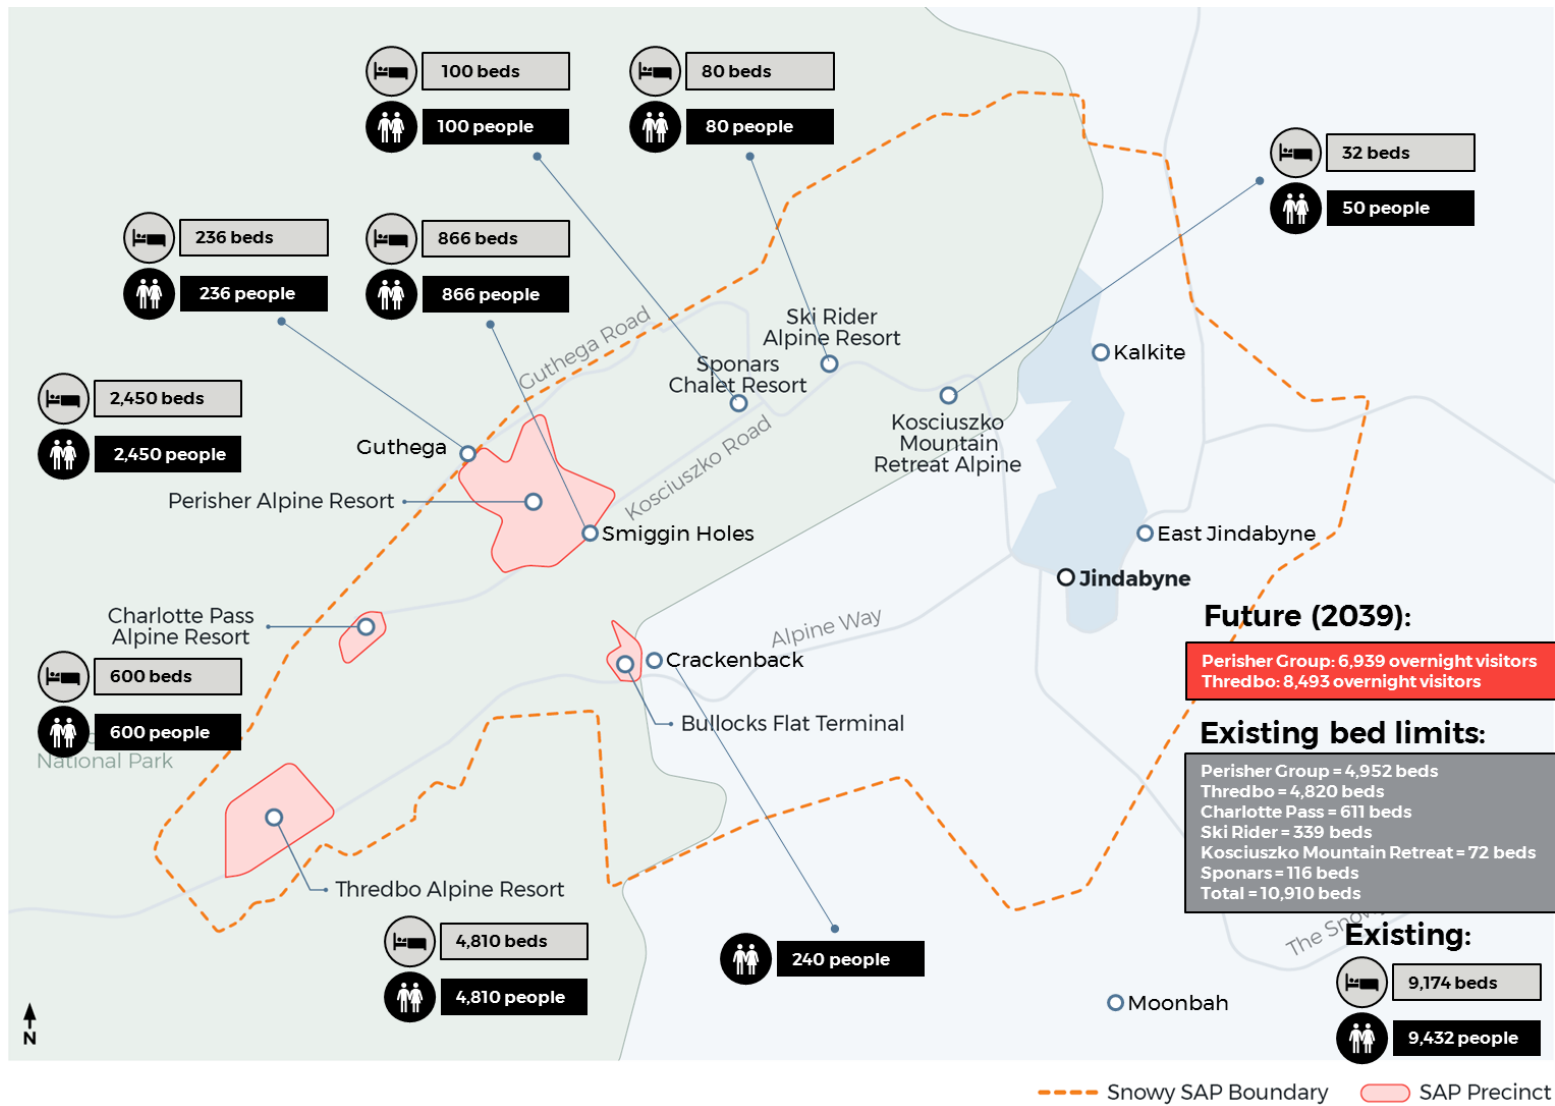 100 beds
100 people
80 beds
80 people
32 beds
50 people
236 beds
236 people
866 beds
866 people
2,450 beds
2,450 people
Guthega Road
Ski Rider
Alpine Resort
Sponars
Chalet Resort
Kalkite
Kosciuszko
Mountain
Retreat Alpine
Kosciuszko Road
Guthega
Perisher Alpine Resort
Smiggin Holes
East Jindabyne
Jindabyne
Charlotte Pass
Alpine Resort
600 beds
600 people
National Park
Alpine Way
Crackenback
Bullocks Flat Terminal
Thredbo Alpine Resort
4,810 beds
4,810 people
240 people
Future (2039):
Perisher Group: 6,939 overnight visitors
Thredbo: 8,493 overnight visitors
Existing bed limits:
Perisher Group = 4,952 beds
Thredbo = 4,820 beds
Charlotte Pass = 611 beds
Ski Rider = 339 beds
Kosciuszko Mountain Retreat = 72 beds
Sponars = 116 beds
Total = 10,910 beds
The Snowy
Existing:
9,174 beds
9,432 people
Moonbah
N
Snowy SAP Boundary
SAP Precinct